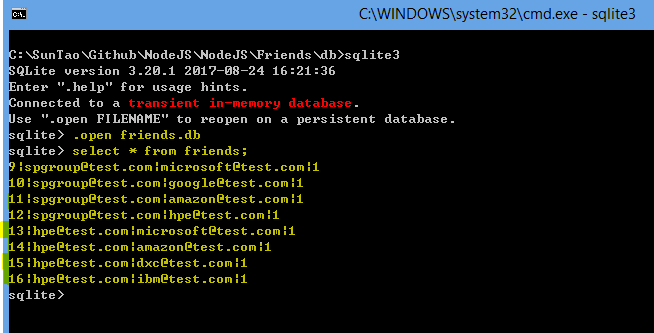 C:\WINDOWS\system32\cmd.exe - sqlite3
C:\SunTao\Github\NodeJS\NodeJS\Friends\db>sqlite3
SQLite version 3.20.1 2017-08-24 16:21:36
Enter ".help" for usage hints.
Connected to a transient in-memory database.
Use ".open FILENAME" to reopen on a persistent database.
sqlite> .open friends.db
sqlite> select * from friends;
9|spgroup@test.com|microsoft@test.com|1
10|spgroup@test.com|google@test.com|1
11|spgroup@test.com|amazon@test.com|1
12|spgroup@test.com|hpe@test.com|1
13|hpe@test.com|microsoft@test.com|1
14|hpe@test.com|amazon@test.com|1
15|hpe@test.com|dxc@test.com|1
16|hpe@test.com|ibm@test.com|1
sqlite>